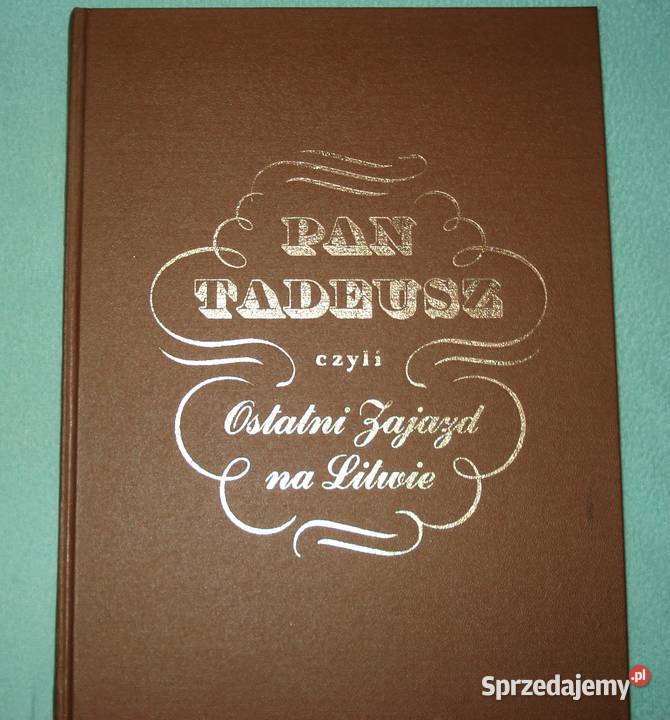 PAN
TADEUSZ
czyli
Ostatni Zajazd
na Litwie
Sprzedajemy.pl